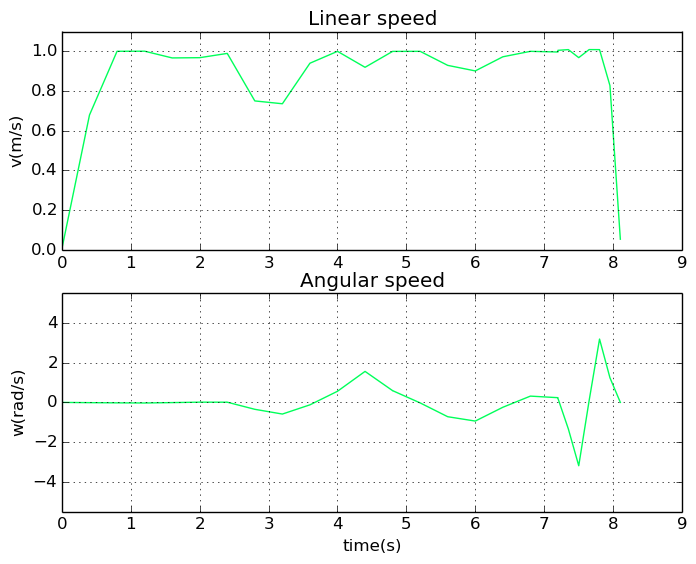 Linear speed
1.0
0.8
0.6
0.4
0.2
0.0
v(m/s)
0 1 2 3 4 5 6 7 8 9
Angular speed
4
2
0
−2
−4
w(rad/s)
0 1 2 3 4 5 6 7 8 9
time(s)